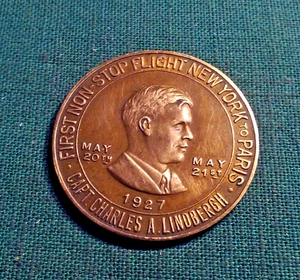 · FIRST NON-STOP FLIGHT NEW YORK TO PARIS ·
MAY
20TH
MAY
21ST
1927
CAPT. CHARLES A. LINDBERGH